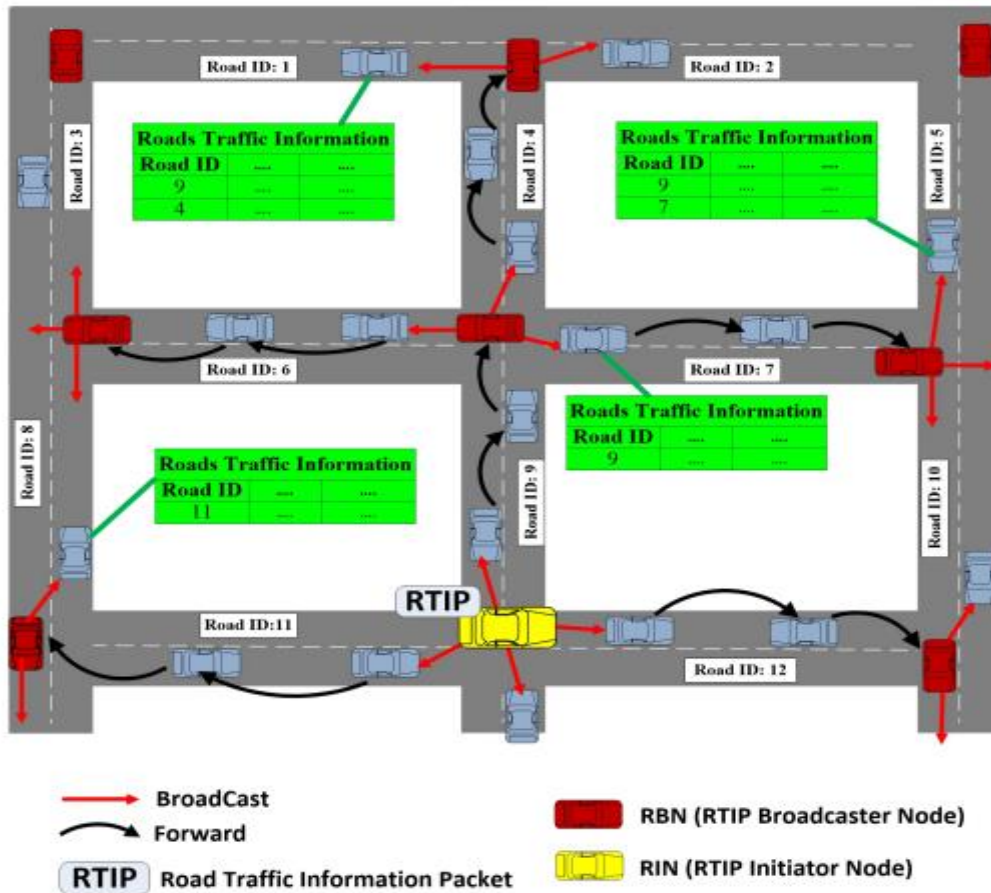 Road ID: 1
Road ID: 2
Road ID: 3
Road ID: 4
Road ID: 5
Roads Traffic Information
Road ID .... ....
9 .... ....
4 .... ....
Roads Traffic Information
Road ID .... ....
9 .... ....
7 .... ....
Road ID: 6
Road ID: 7
Roads Traffic Information
Road ID .... ....
9 .... ....
Road ID: 8
Roads Traffic Information
Road ID .... ....
11 .... ....
Road ID: 9
Road ID: 10
RTIP
Road ID:11
Road ID: 12
BroadCast
Forward
RTIP Road Traffic Information Packet
RBN (RTIP Broadcaster Node)
RIN (RTIP Initiator Node)